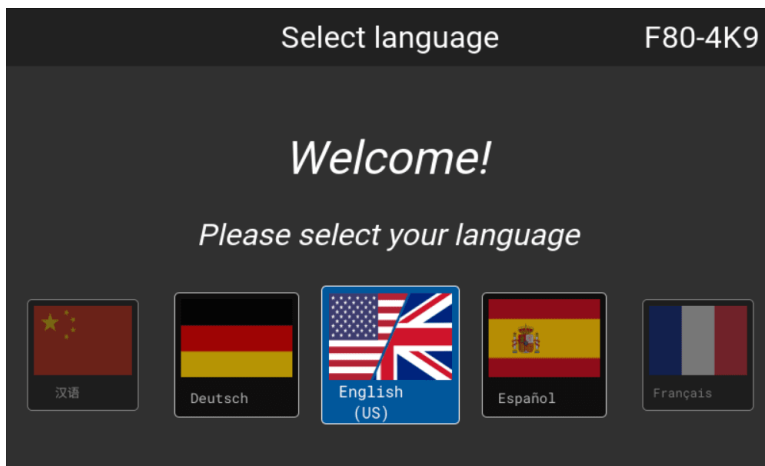 Select language F80-4K9
Welcome!
Please select your language
汉语
Deutsch
English
(US)
Español
Français